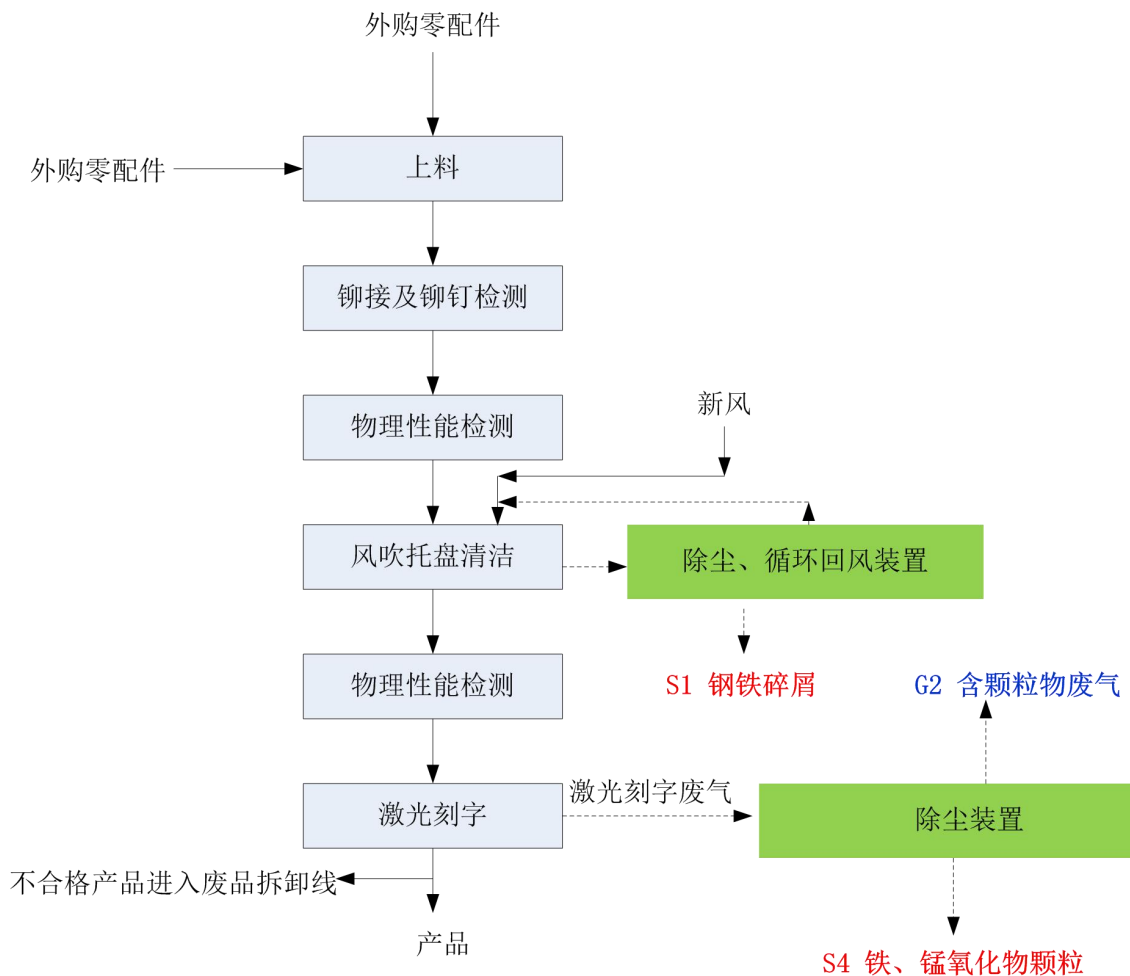 外购零配件
外购零配件
上料
铆接及铆钉检测
物理性能检测
新风
风吹托盘清洁
除尘、循环回风装置
物理性能检测
S1 钢铁碎屑
G2 含颗粒物废气
激光刻字
激光刻字废气
除尘装置
不合格产品进入废品拆卸线
产品
S4 铁、锰氧化物颗粒